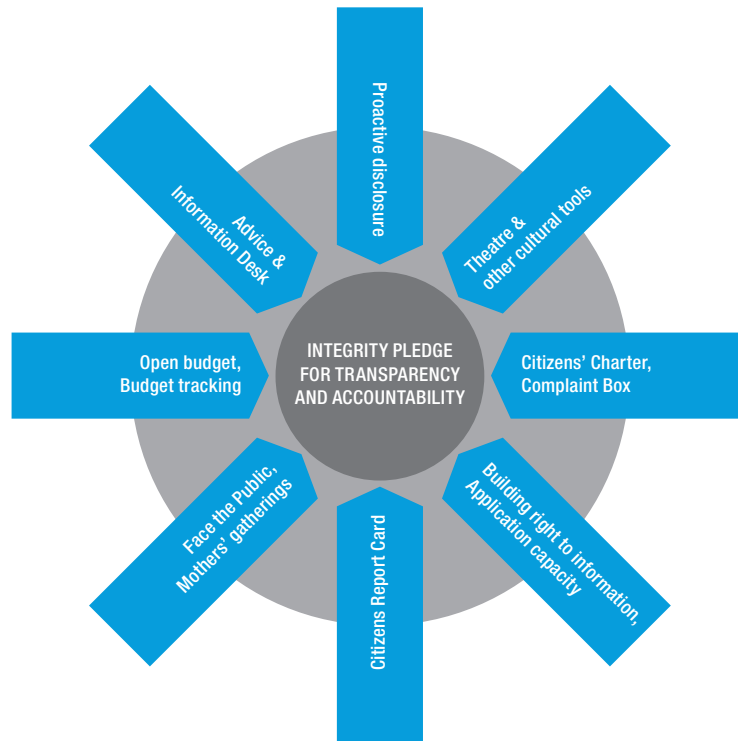 Proactive disclosure
Theatre &
other cultural tools
Citizens’ Charter,
Complaint Box
Building right to information,
Application capacity
Citizens Report Card
Face the Public,
Mothers’ gatherings
Open budget,
Budget tracking
Advice &
Information Desk
INTEGRITY PLEDGE
FOR TRANSPARENCY
AND ACCOUNTABILITY